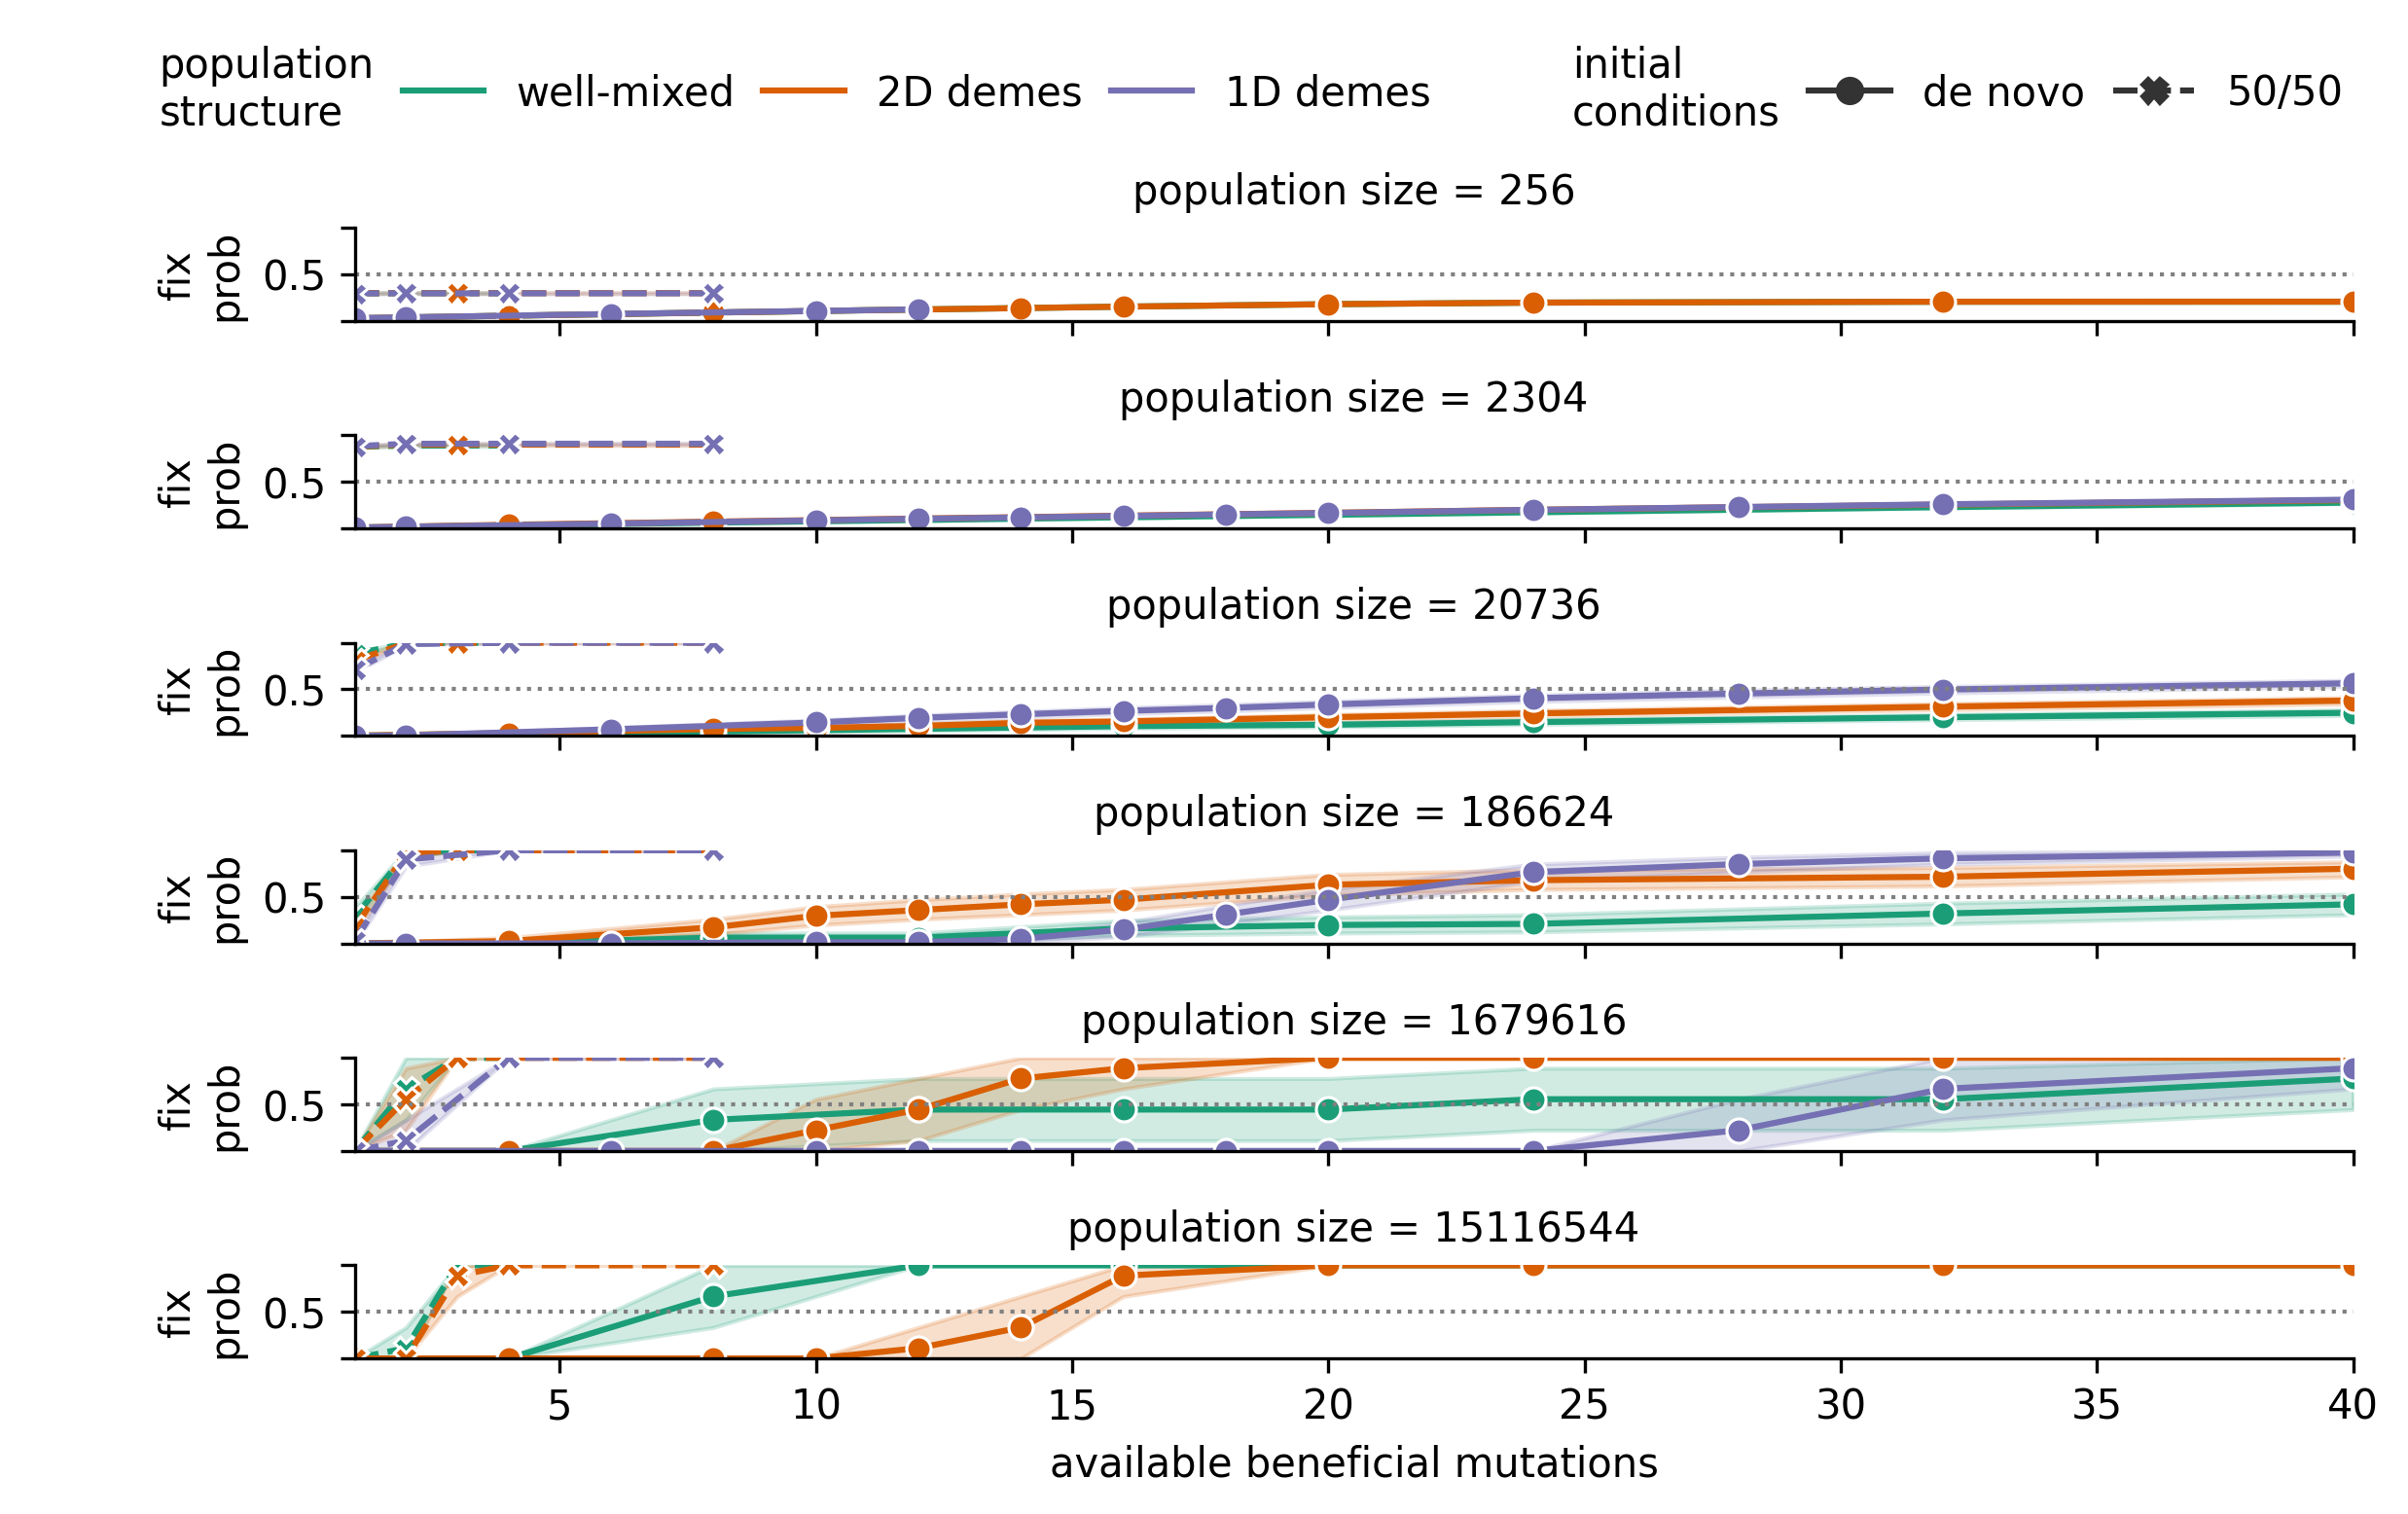 population
structure
well-mixed
2D demes
1D demes
initial
conditions
de novo
50/50
population size = 256
fix
prob
0.5
population size = 2304
fix
prob
0.5
population size = 20736
fix
prob
0.5
population size = 186624
fix
prob
0.5
population size = 1679616
fix
prob
0.5
population size = 15116544
fix
prob
0.5
5
10
15
20
25
30
35
40
available beneficial mutations